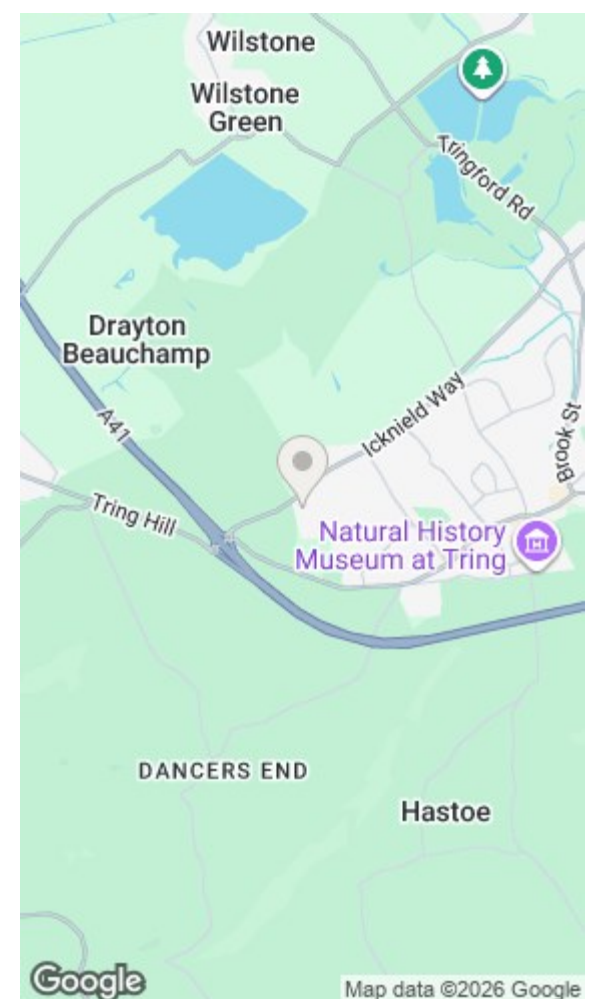 Wilstone
Wilstone
Green
Tringford Rd
Drayton
Beauchamp
A41
Icknield Way
Brook St
Tring Hill
Natural History
Museum at Tring
DANCERS END
Hastoe
Google
Map data ©2026 Google